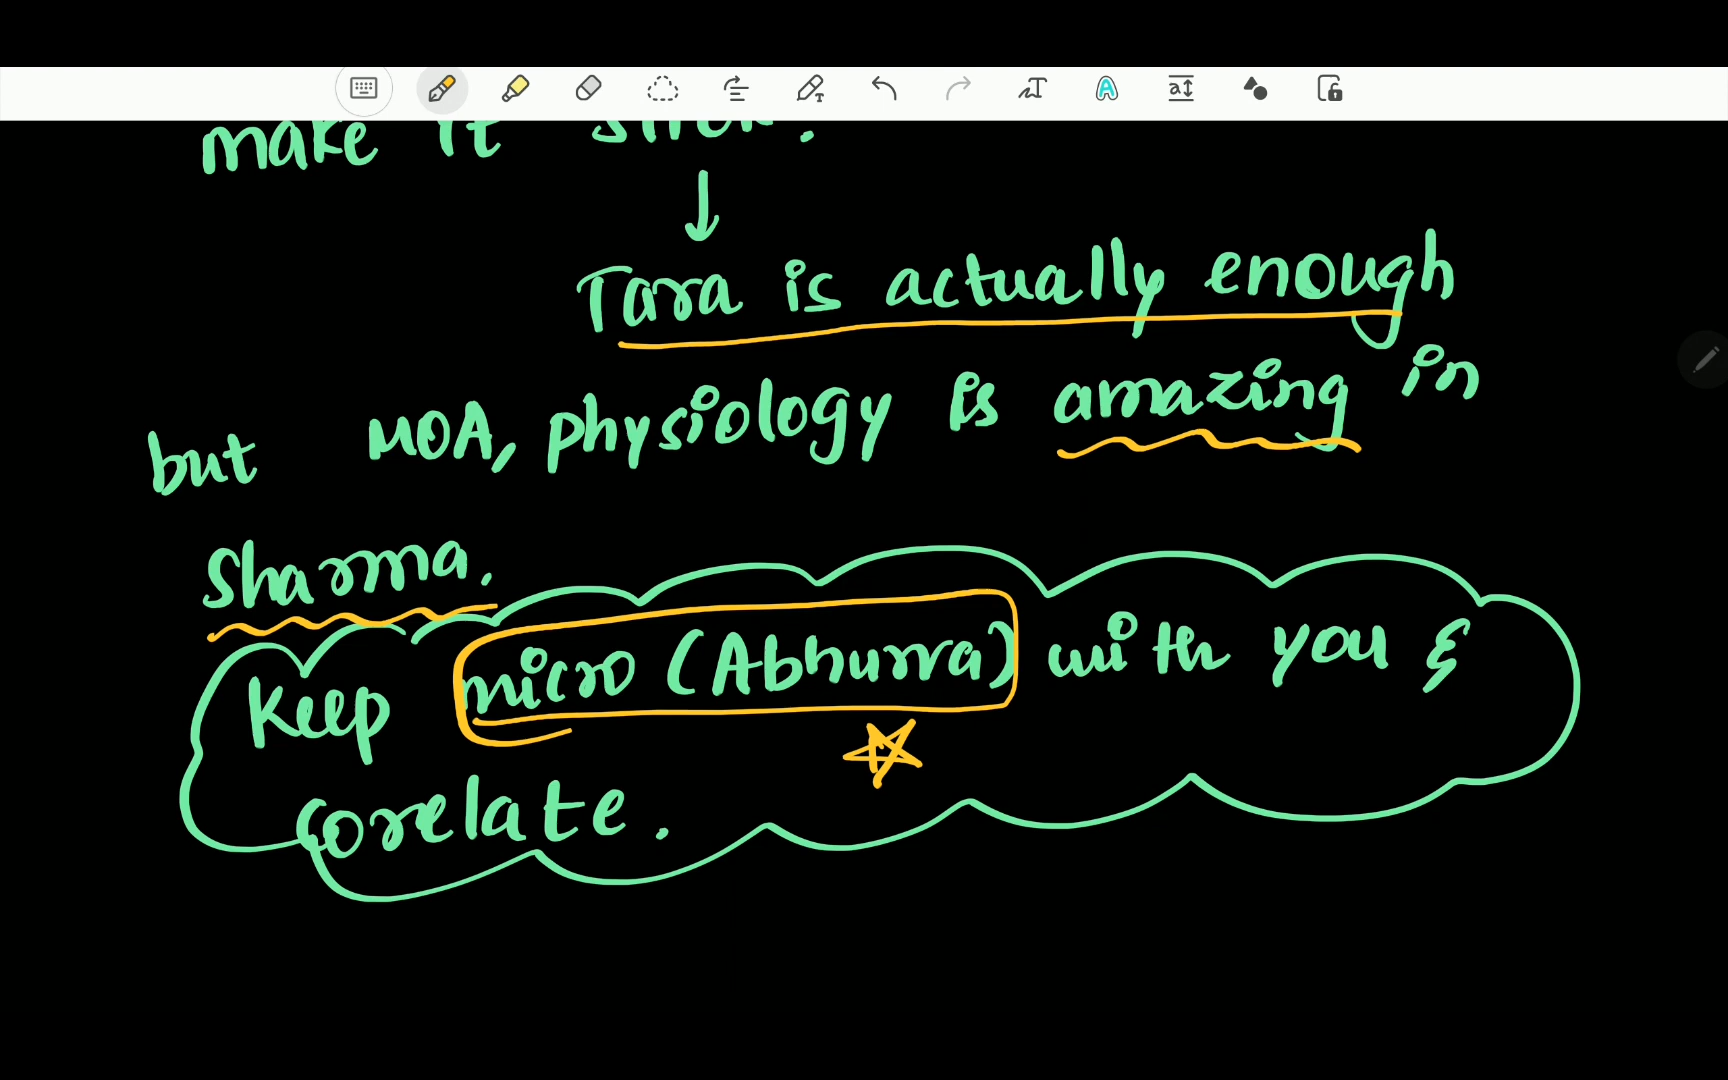 make it stick.
Tara is actually enough
but MOA, physiology is amazing in
Sharma.
Keep micro (Abhurra) with you &
corelate.